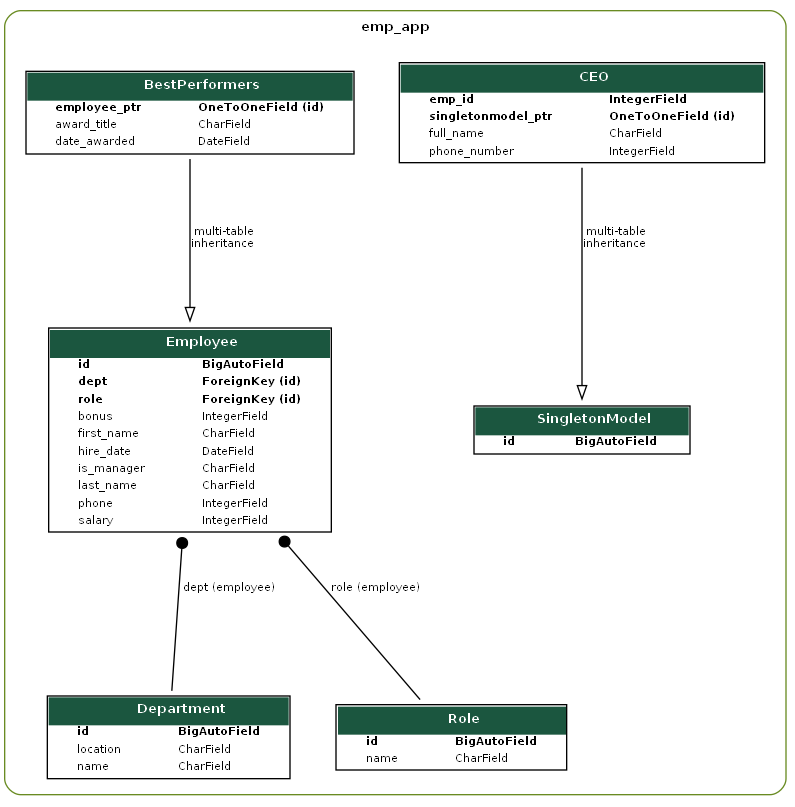 emp_app
BestPerformers
employee_ptr OneToOneField (id)
award_title CharField
date_awarded DateField
CEO
emp_id IntegerField
singletonmodel_ptr OneToOneField (id)
full_name CharField
phone_number IntegerField
multi-table
inheritance
multi-table
inheritance
Employee
id BigAutoField
dept ForeignKey (id)
role ForeignKey (id)
bonus IntegerField
first_name CharField
hire_date DateField
is_manager CharField
last_name CharField
phone IntegerField
salary IntegerField
SingletonModel
id BigAutoField
dept (employee)
role (employee)
Department
id BigAutoField
location CharField
name CharField
Role
id BigAutoField
name CharField